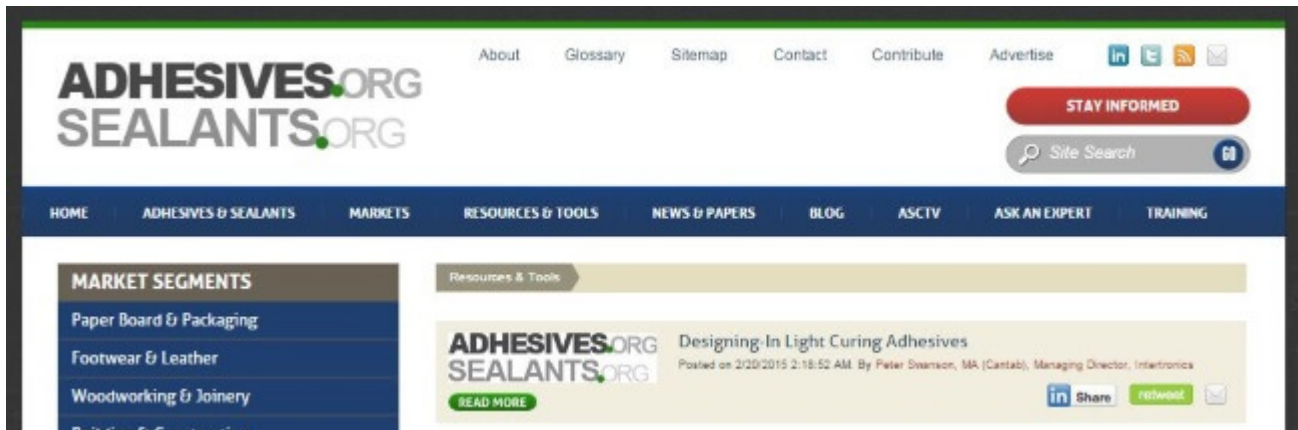 About Glossary Sitemap Contact Contribute Advertise in
ADHESIVES.ORG
SEALANTS.ORG
STAY INFORMED
Site Search GO
HOME ADHESIVES & SEALANTS MARKETS RESOURCES & TOOLS NEWS & PAPERS BLOG ASCTV ASK AN EXPERT TRAINING
MARKET SEGMENTS
Paper Board & Packaging
Footwear & Leather
Woodworking & Joinery
Resources & Tools
ADHESIVES.ORG
SEALANTS.ORG
READ MORE
Designing-In Light Curing Adhesives
Posted on 2/20/2015 2:18:52 AM. By Peter Swanson, MA (Cantab), Managing Director, Intertronics
in Share retweet